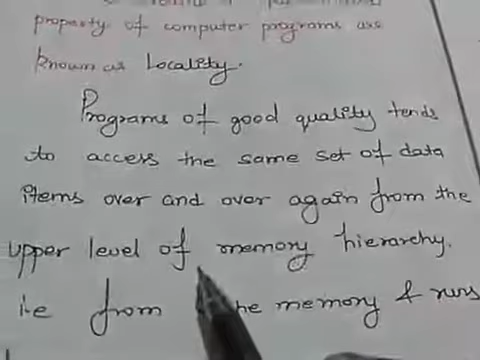 property of computer programs are
known as Locality.
Programs of good quality tends
to access the same set of data
items over and over again from the
upper level of memory hierarchy.
i.e from the memory & runs